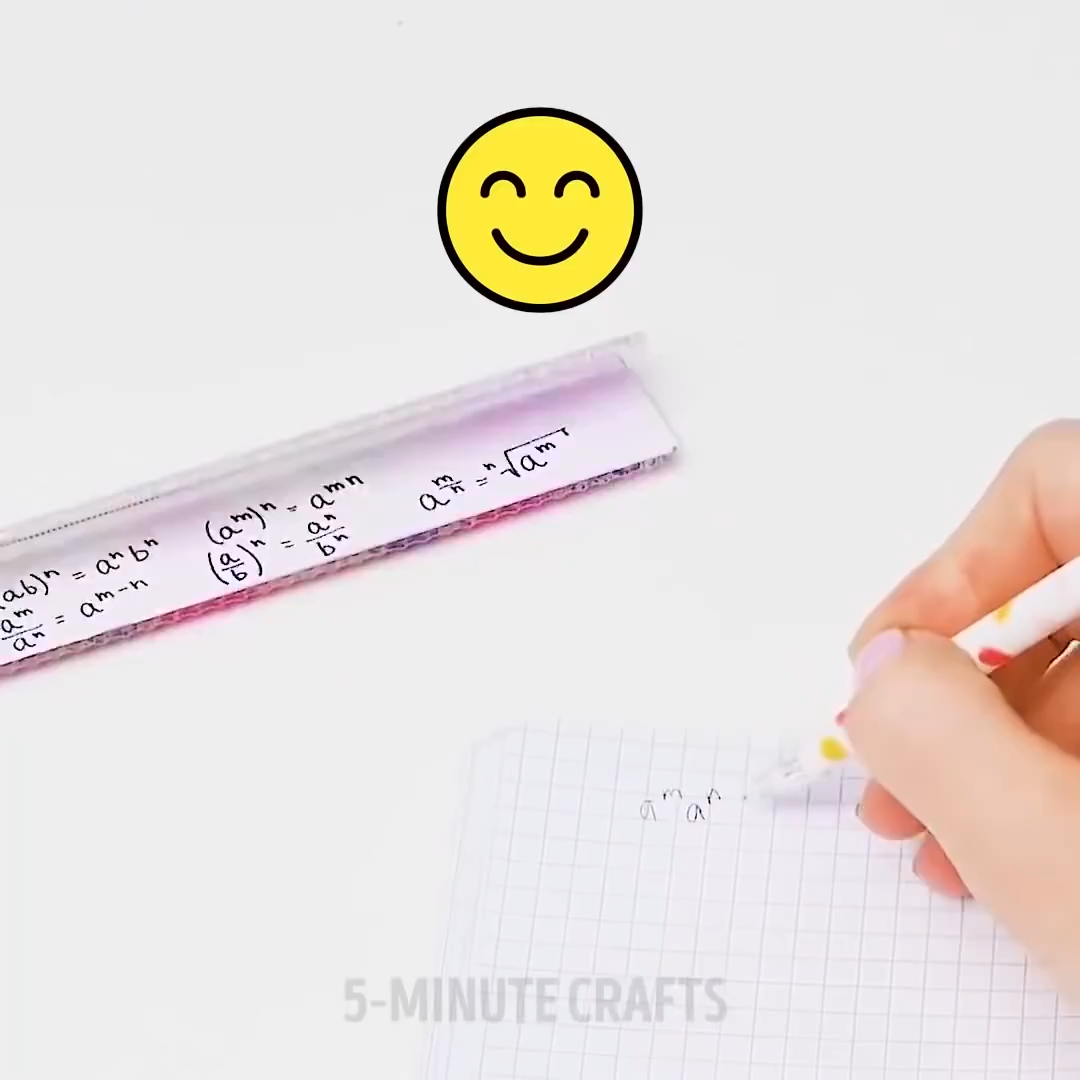 (ab)ⁿ = aⁿbⁿ
aᵐ/aⁿ = aᵐ⁻ⁿ
(aᵐ)ⁿ = aᵐⁿ
(a/b)ⁿ = aⁿ/bⁿ
a^(m/n) = ⁿ√aᵐ
aᵐaⁿ
5-MINUTE CRAFTS